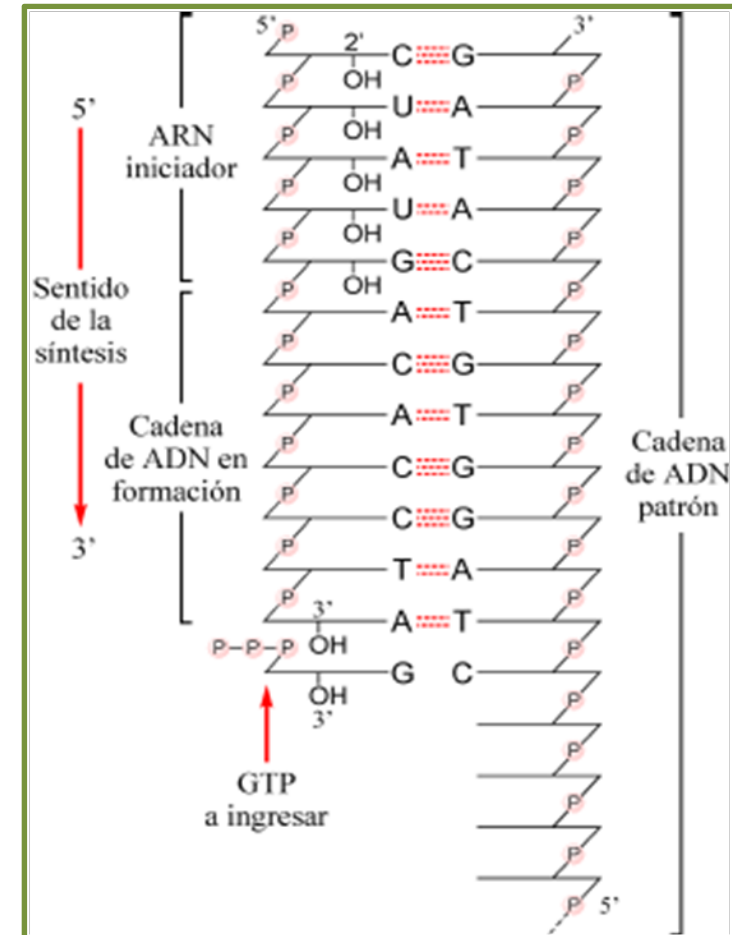 5’ P 3’
2’
C G
P OH P
U A
5’
P OH P
ARN
iniciador
A T
P OH P
U A
P OH P
G C
Sentido
de la
síntesis
P OH P
A T
P P
C G
P P
A T
Cadena
de ADN en
formación
P P
C G
Cadena
de ADN
patrón
P P
C G
3’
P P
T A
P 3’ P
A T
P–P–P OH P
G C
OH P
3’
GTP
a ingresar
P
P
P
P 5’